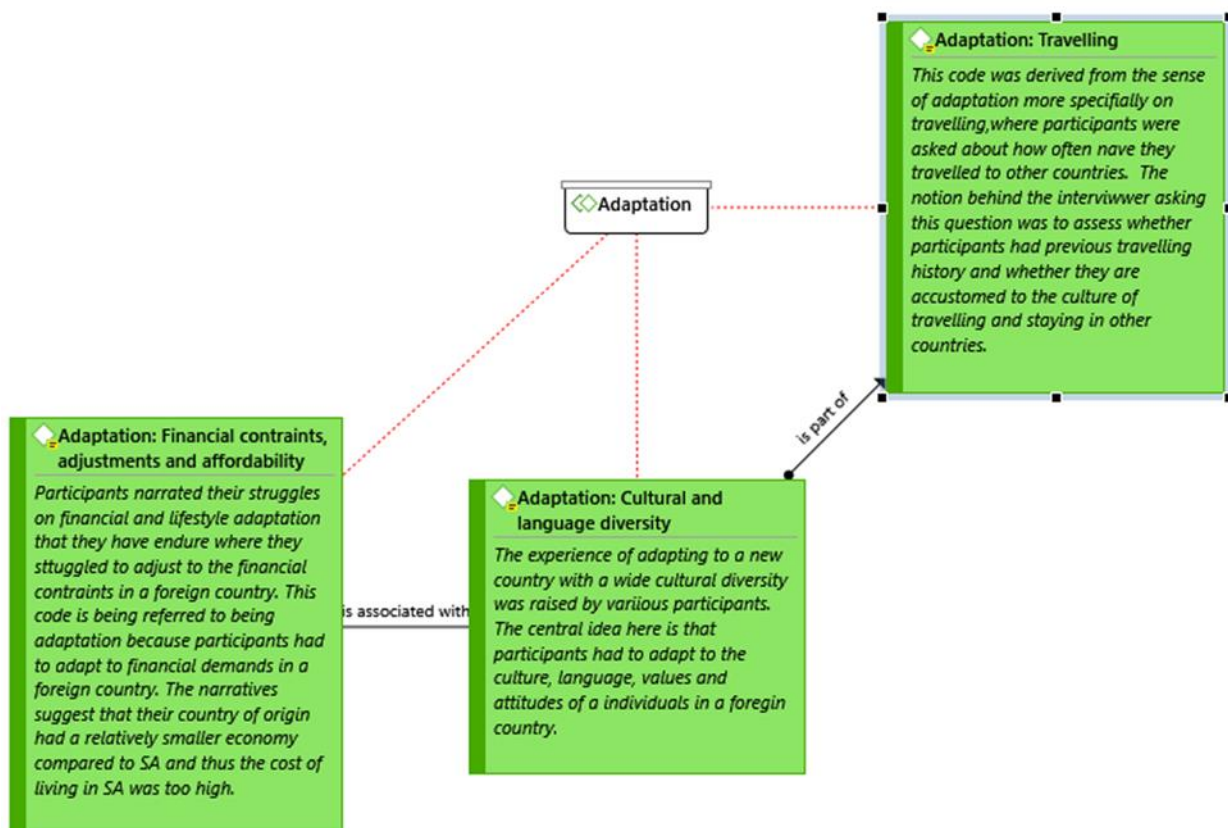 Adaptation: Travelling
This code was derived from the sense
of adaptation more specifially on
travelling,where participants were
asked about how often nave they
travelled to other countries.  The
notion behind the interviwwer asking
this question was to assess whether
participants had previous travelling
history and whether they are
accustomed to the culture of
travelling and staying in other
countries.
Adaptation
is part of
Adaptation: Financial contraints,
adjustments and affordability
Participants narrated their struggles
on financial and lifestyle adaptation
that they have endure where they
sttuggled to adjust to the financial
contraints in a foreign country. This
code is being referred to being
adaptation because participants had
to adapt to financial demands in a
foreign country. The narratives
suggest that their country of origin
had a relatively smaller economy
compared to SA and thus the cost of
living in SA was too high.
is associated with
Adaptation: Cultural and
language diversity
The experience of adapting to a new
country with a wide cultural diversity
was raised by variious participants.
The central idea here is that
participants had to adapt to the
culture, language, values and
attitudes of a individuals in a foregin
country.